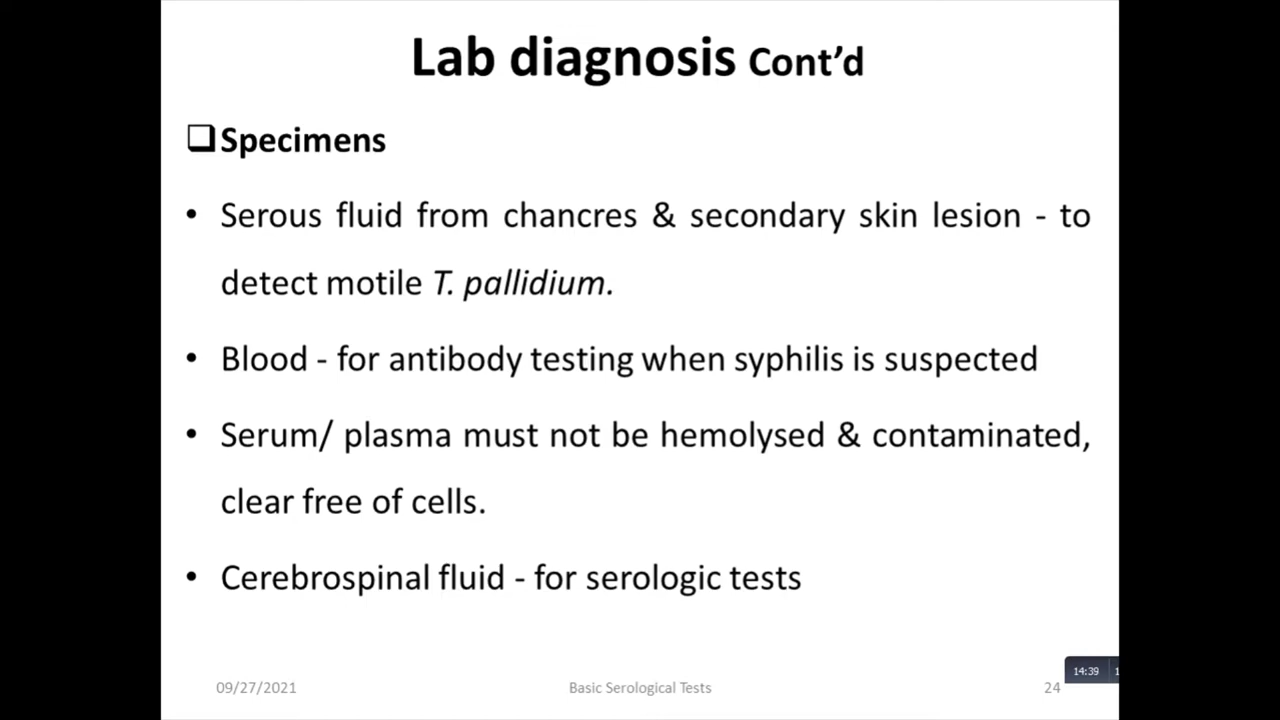 Lab diagnosis Cont’d
❑Specimens
• Serous fluid from chancres & secondary skin lesion - to
detect motile T. pallidium.
• Blood - for antibody testing when syphilis is suspected
• Serum/ plasma must not be hemolysed & contaminated,
clear free of cells.
• Cerebrospinal fluid - for serologic tests
09/27/2021 Basic Serological Tests 24
14:39